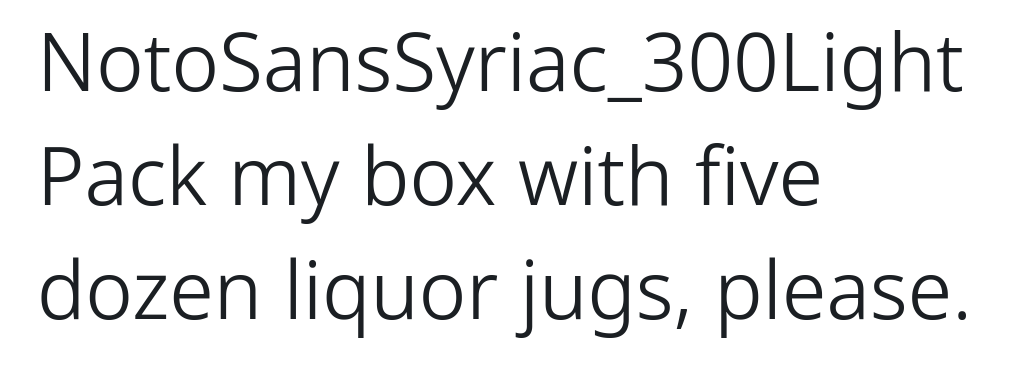 NotoSansSyriac_300Light
Pack my box with five
dozen liquor jugs, please.